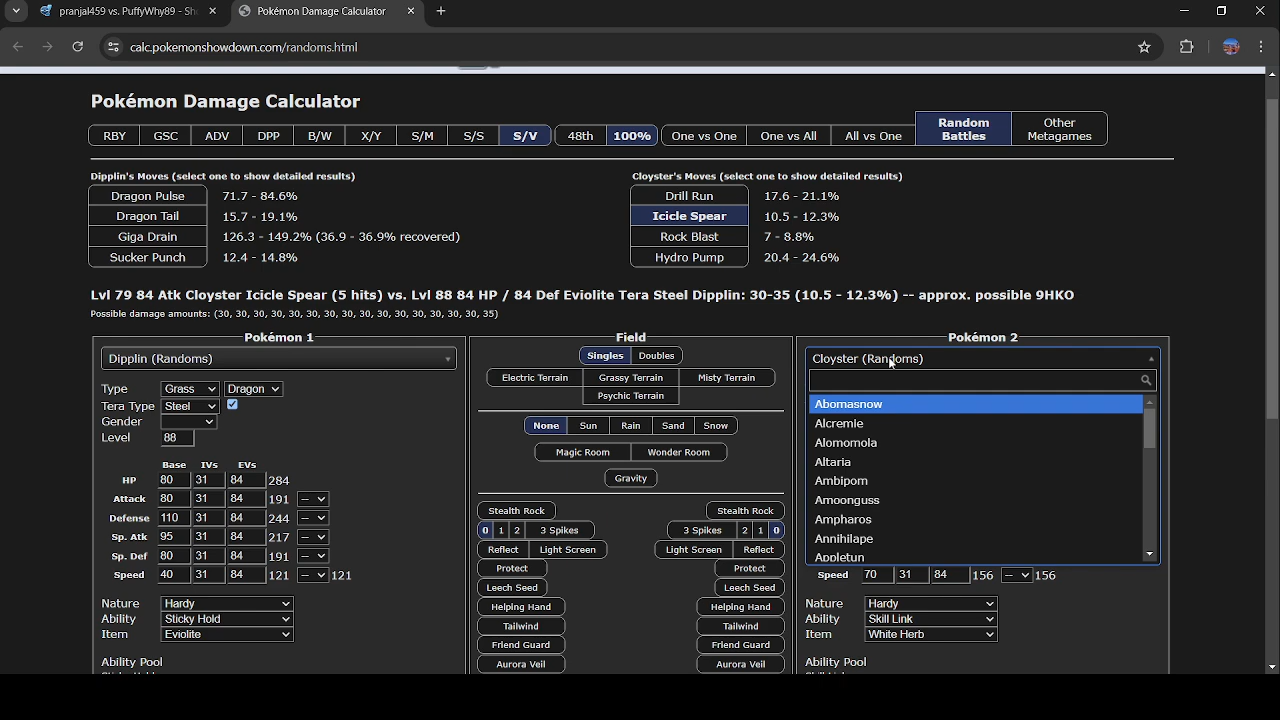 pranjal459 vs. PuffyWhy89 - Sh
Pokémon Damage Calculator
calc.pokemonshowdown.com/randoms.html
Pokémon Damage Calculator
RBY GSC ADV DPP B/W X/Y S/M S/S S/V 48th 100% One vs One One vs All All vs One Random Battles Other Metagames
Dipplin's Moves (select one to show detailed results)
Dragon Pulse 71.7 - 84.6%
Dragon Tail 15.7 - 19.1%
Giga Drain 126.3 - 149.2% (36.9 - 36.9% recovered)
Sucker Punch 12.4 - 14.8%
Cloyster's Moves (select one to show detailed results)
Drill Run 17.6 - 21.1%
Icicle Spear 10.5 - 12.3%
Rock Blast 7 - 8.8%
Hydro Pump 20.4 - 24.6%
Lvl 79 84 Atk Cloyster Icicle Spear (5 hits) vs. Lvl 88 84 HP / 84 Def Eviolite Tera Steel Dipplin: 30-35 (10.5 - 12.3%) -- approx. possible 9HKO
Possible damage amounts: (30, 30, 30, 30, 30, 30, 30, 30, 30, 30, 30, 30, 30, 30, 30, 35)
Pokémon 1
Dipplin (Randoms)
Type Grass Dragon
Tera Type Steel
Gender
Level 88
Base IVs EVs
HP 80 31 84 284
Attack 80 31 84 191 --
Defense 110 31 84 244 --
Sp. Atk 95 31 84 217 --
Sp. Def 80 31 84 191 --
Speed 40 31 84 121 -- 121
Nature Hardy
Ability Sticky Hold
Item Eviolite
Ability Pool
Field
Singles Doubles
Electric Terrain Grassy Terrain Misty Terrain
Psychic Terrain
None Sun Rain Sand Snow
Magic Room Wonder Room
Gravity
Stealth Rock Stealth Rock
0 1 2 3 Spikes 3 Spikes 2 1 0
Reflect Light Screen Light Screen Reflect
Protect Protect
Leech Seed Leech Seed
Helping Hand Helping Hand
Tailwind Tailwind
Friend Guard Friend Guard
Aurora Veil Aurora Veil
Pokémon 2
Cloyster (Randoms)
Abomasnow
Alcremie
Alomomola
Altaria
Ambipom
Amoonguss
Ampharos
Annihilape
Appletun
Speed 70 31 84 156 -- 156
Nature Hardy
Ability Skill Link
Item White Herb
Ability Pool